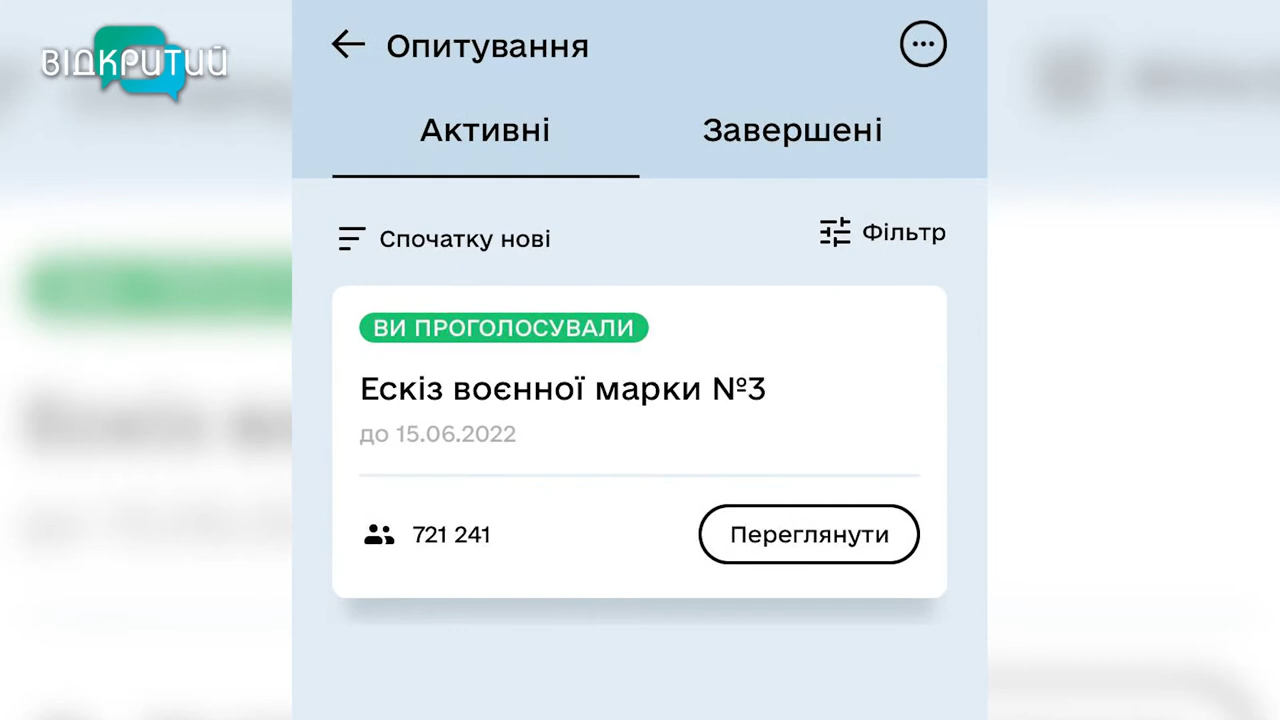 ВІДКРИТИЙ
Опитування
Активні
Завершені
Спочатку нові
Фільтр
ВИ ПРОГОЛОСУВАЛИ
Ескіз воєнної марки №3
до 15.06.2022
721 241
Переглянути